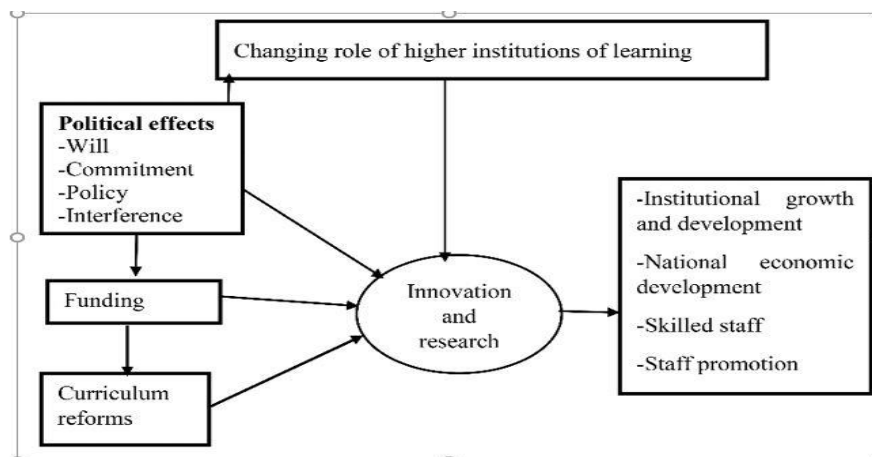 Changing role of higher institutions of learning
Political effects
-Will
-Commitment
-Policy
-Interference
Funding
Curriculum
reforms
Innovation
and
research
-Institutional growth
and development
-National economic
development
-Skilled staff
-Staff promotion